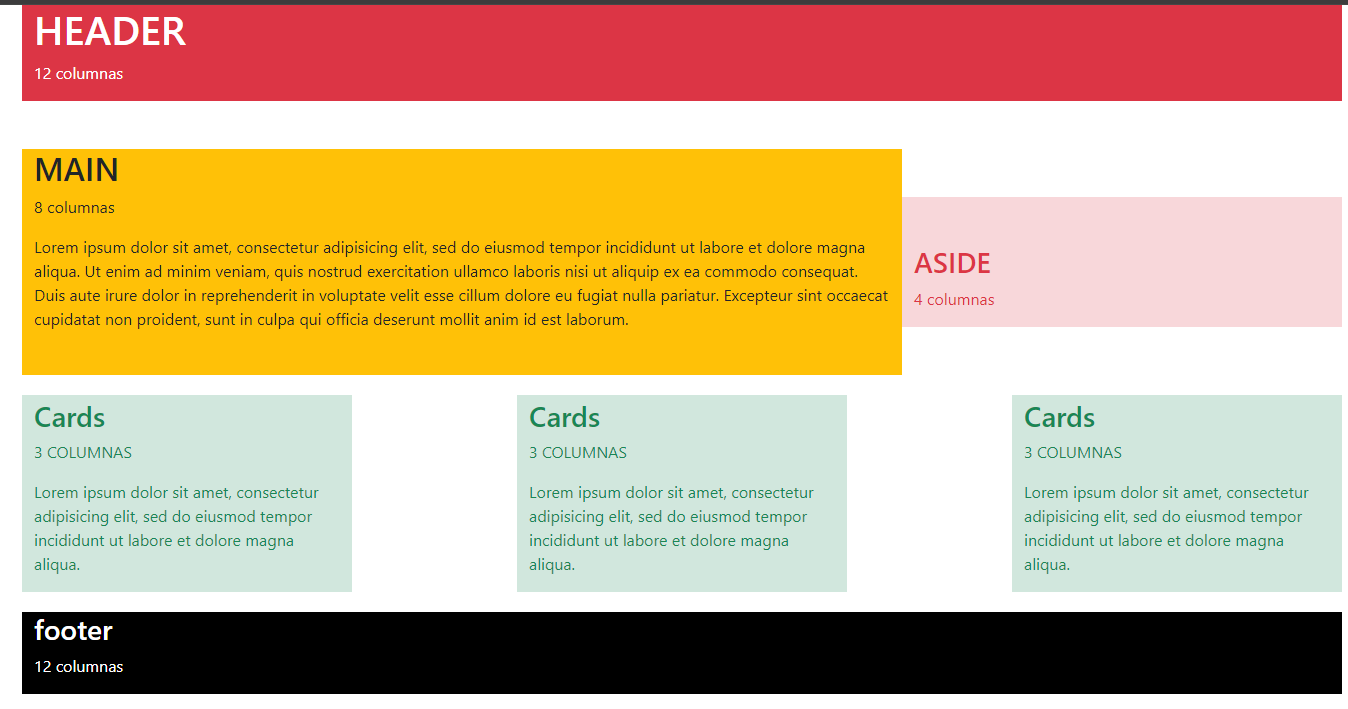 HEADER
12 columnas
MAIN
8 columnas
Lorem ipsum dolor sit amet, consectetur adipisicing elit, sed do eiusmod tempor incididunt ut labore et dolore magna
aliqua. Ut enim ad minim veniam, quis nostrud exercitation ullamco laboris nisi ut aliquip ex ea commodo consequat.
Duis aute irure dolor in reprehenderit in voluptate velit esse cillum dolore eu fugiat nulla pariatur. Excepteur sint occaecat
cupidatat non proident, sunt in culpa qui officia deserunt mollit anim id est laborum.
ASIDE
4 columnas
Cards
3 COLUMNAS
Lorem ipsum dolor sit amet, consectetur
adipisicing elit, sed do eiusmod tempor
incididunt ut labore et dolore magna
aliqua.
Cards
3 COLUMNAS
Lorem ipsum dolor sit amet, consectetur
adipisicing elit, sed do eiusmod tempor
incididunt ut labore et dolore magna
aliqua.
Cards
3 COLUMNAS
Lorem ipsum dolor sit amet, consectetur
adipisicing elit, sed do eiusmod tempor
incididunt ut labore et dolore magna
aliqua.
footer
12 columnas